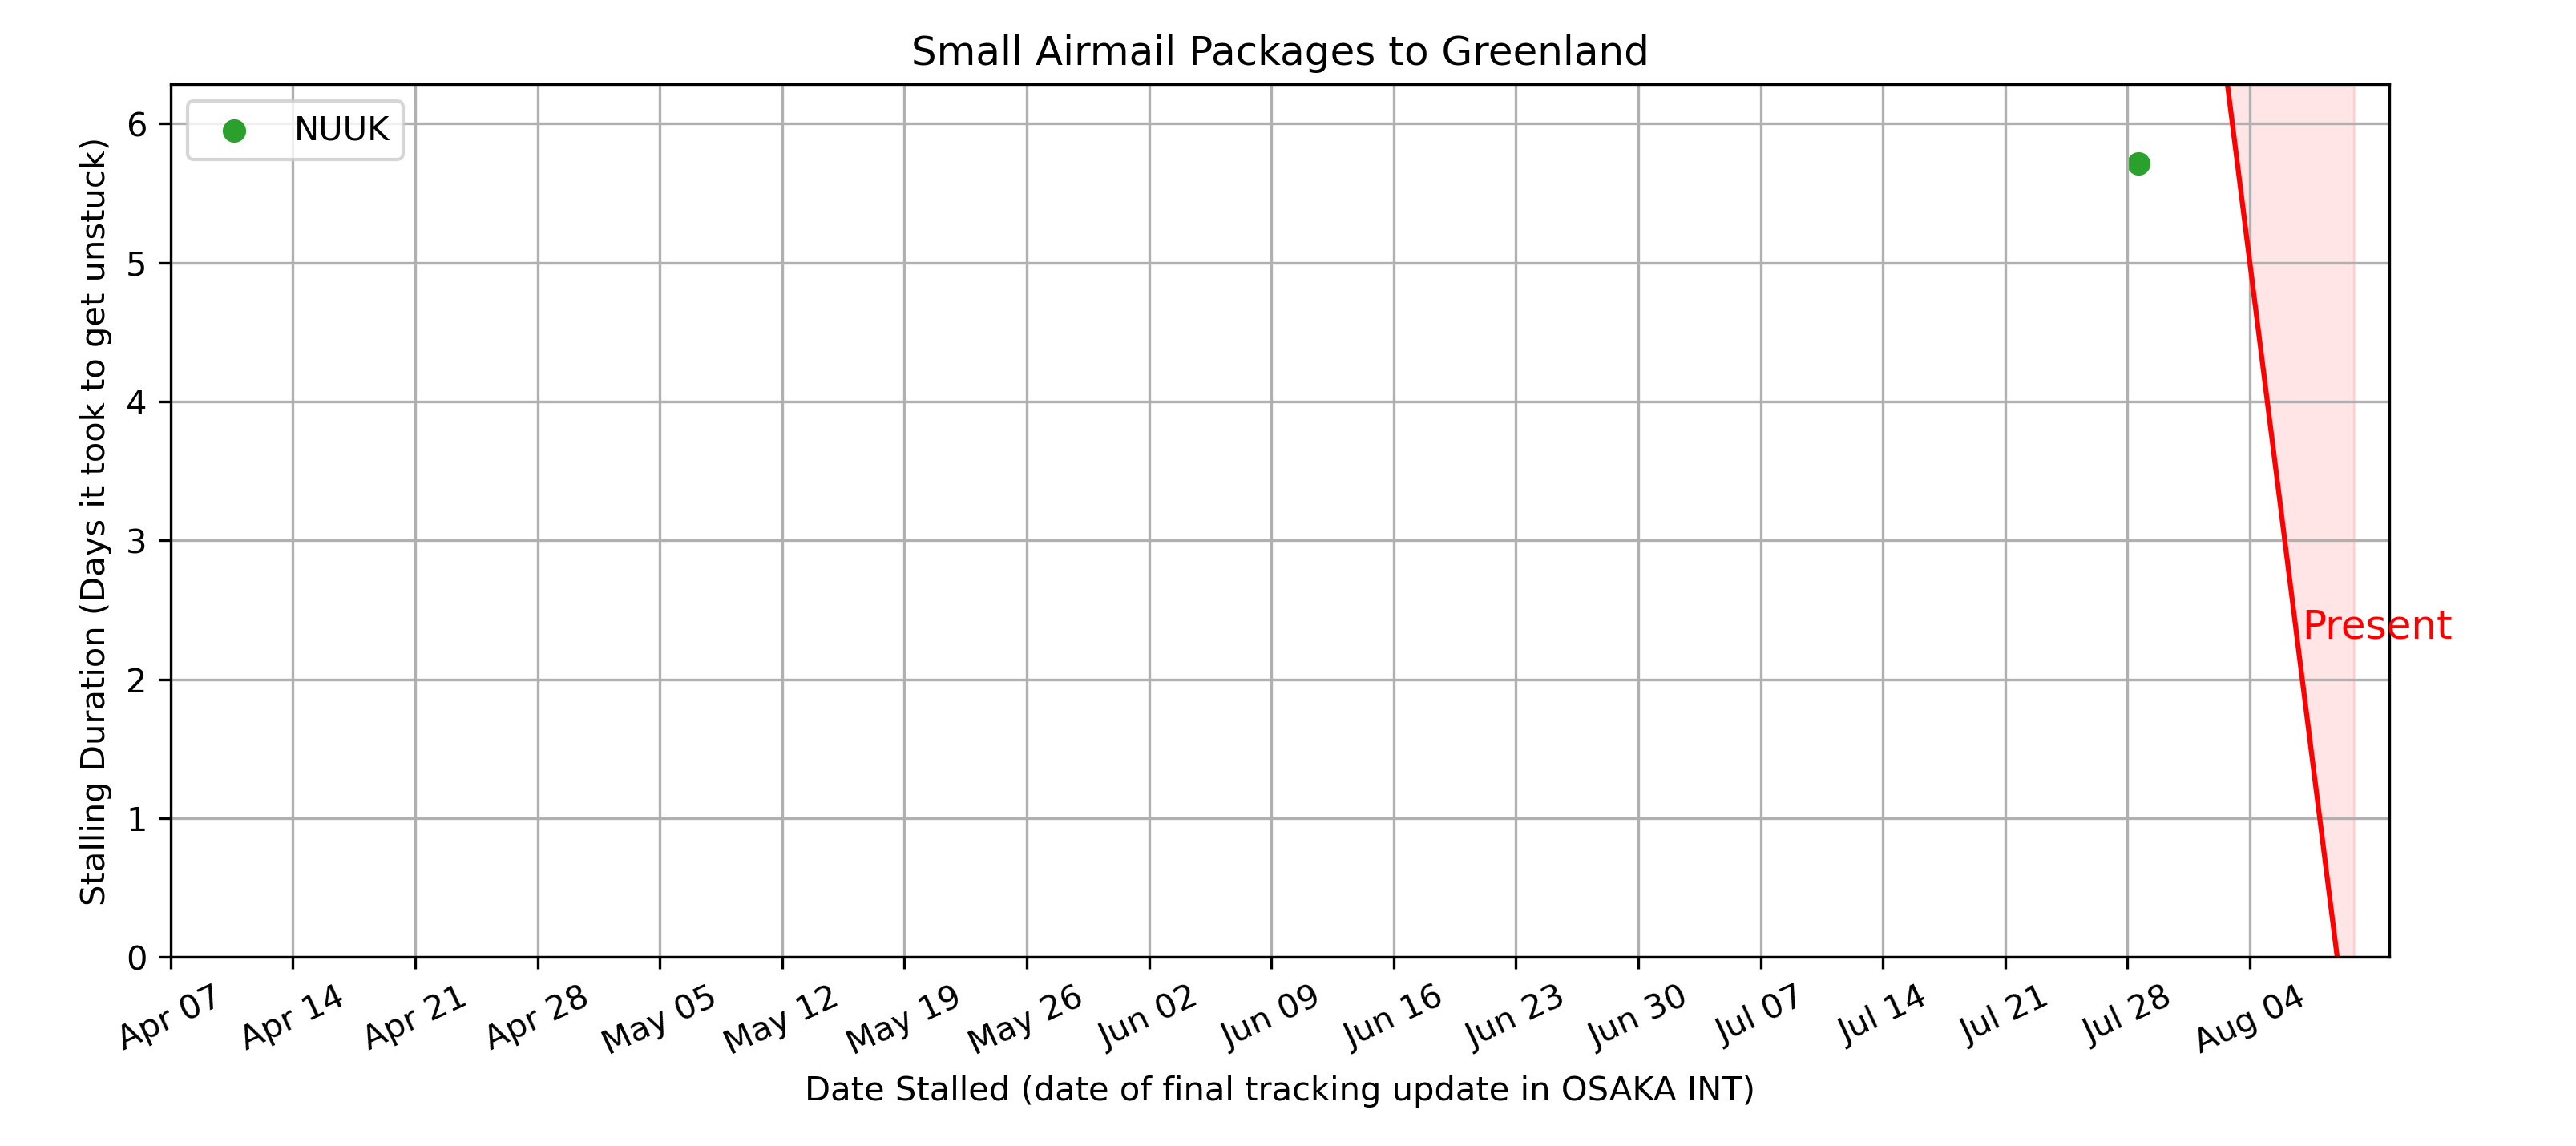 Small Airmail Packages to Greenland
NUUK
Stalling Duration (Days it took to get unstuck)
6
5
4
3
2
1
0
Present
Apr 07
Apr 14
Apr 21
Apr 28
May 05
May 12
May 19
May 26
Jun 02
Jun 09
Jun 16
Jun 23
Jun 30
Jul 07
Jul 14
Jul 21
Jul 28
Aug 04
Date Stalled (date of final tracking update in OSAKA INT)